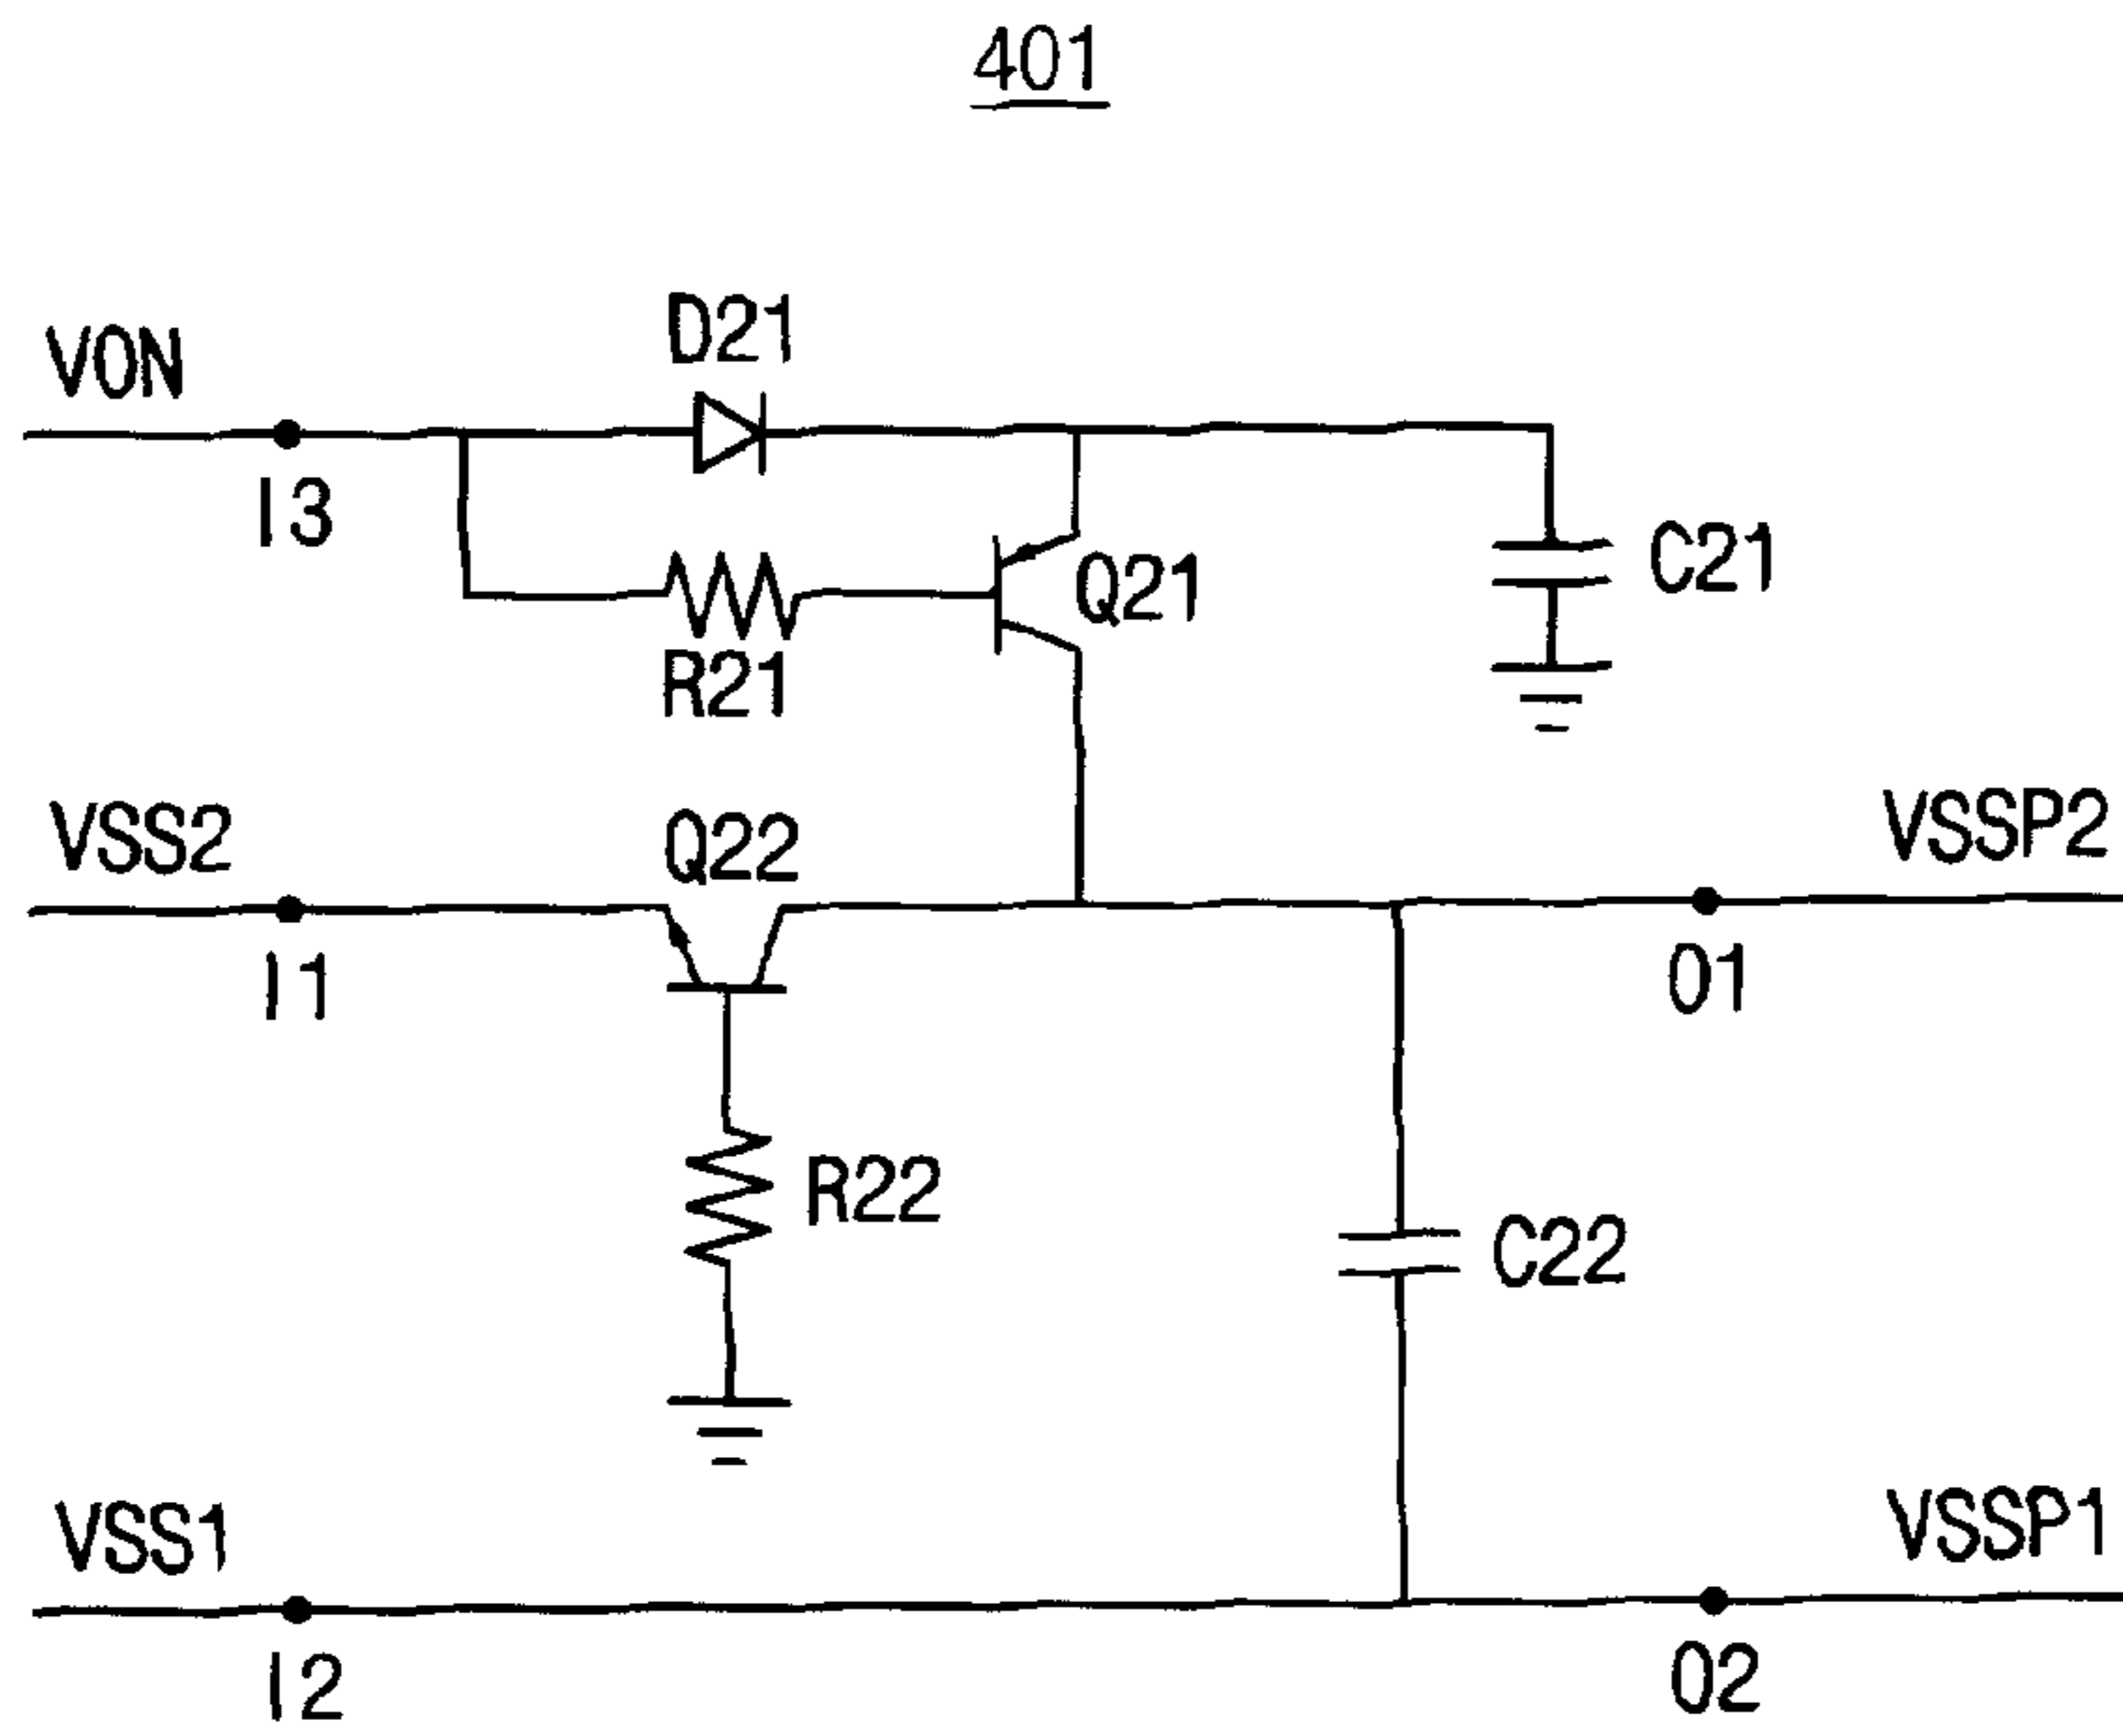 401
D21
VON
I3
Q21
C21
R21
VSS2
Q22
VSSP2
I1
O1
R22
C22
VSS1
VSSP1
I2
O2